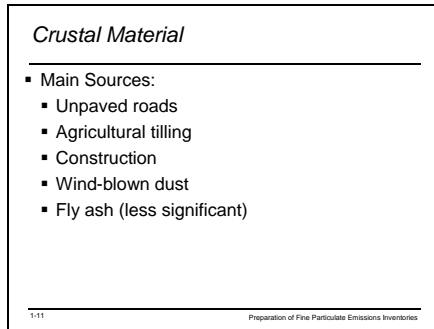 Crustal Material
▪ Main Sources:
▪ Unpaved roads
▪ Agricultural tilling
▪ Construction
▪ Wind-blown dust
▪ Fly ash (less significant)
1-11 Preparation of Fine Particulate Emissions Inventories